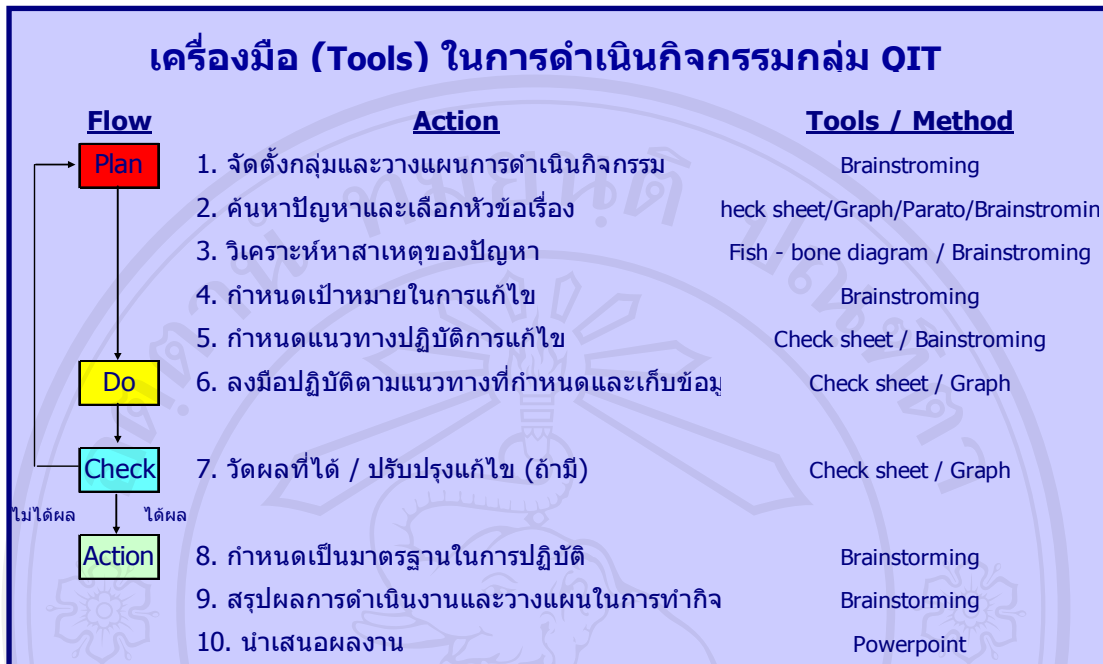 เครื่องมือ (Tools) ในการดำเนินกิจกรรมกลุ่ม QIT
Flow Action Tools / Method
Plan 1. จัดตั้งกลุ่มและวางแผนการดำเนินกิจกรรม Brainstroming
2. ค้นหาปัญหาและเลือกหัวข้อเรื่อง heck sheet/Graph/Parato/Brainstromin
3. วิเคราะห์หาสาเหตุของปัญหา Fish - bone diagram / Brainstroming
4. กำหนดเป้าหมายในการแก้ไข Brainstroming
5. กำหนดแนวทางปฏิบัติการแก้ไข Check sheet / Bainstroming
Do 6. ลงมือปฏิบัติตามแนวทางที่กำหนดและเก็บข้อมู Check sheet / Graph
Check 7. วัดผลที่ได้ / ปรับปรุงแก้ไข (ถ้ามี) Check sheet / Graph
ไม่ได้ผล ได้ผล
Action 8. กำหนดเป็นมาตรฐานในการปฏิบัติ Brainstorming
9. สรุปผลการดำเนินงานและวางแผนในการทำกิจ Brainstorming
10. นำเสนอผลงาน Powerpoint
อตฺตานํ ทมยนฺติ ปณฺฑิตา